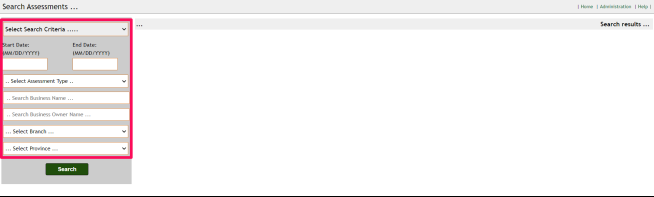 Search Assessments ...
| Home | Administration | Help |
Select Search Criteria .....
...
Search results ...
Start Date: End Date:
(MM/DD/YYYY) (MM/DD/YYYY)
.. Select Assessment Type ..
.. Search Business Name ...
.. Search Business Owner Name ...
... Select Branch ...
... Select Province ...
Search